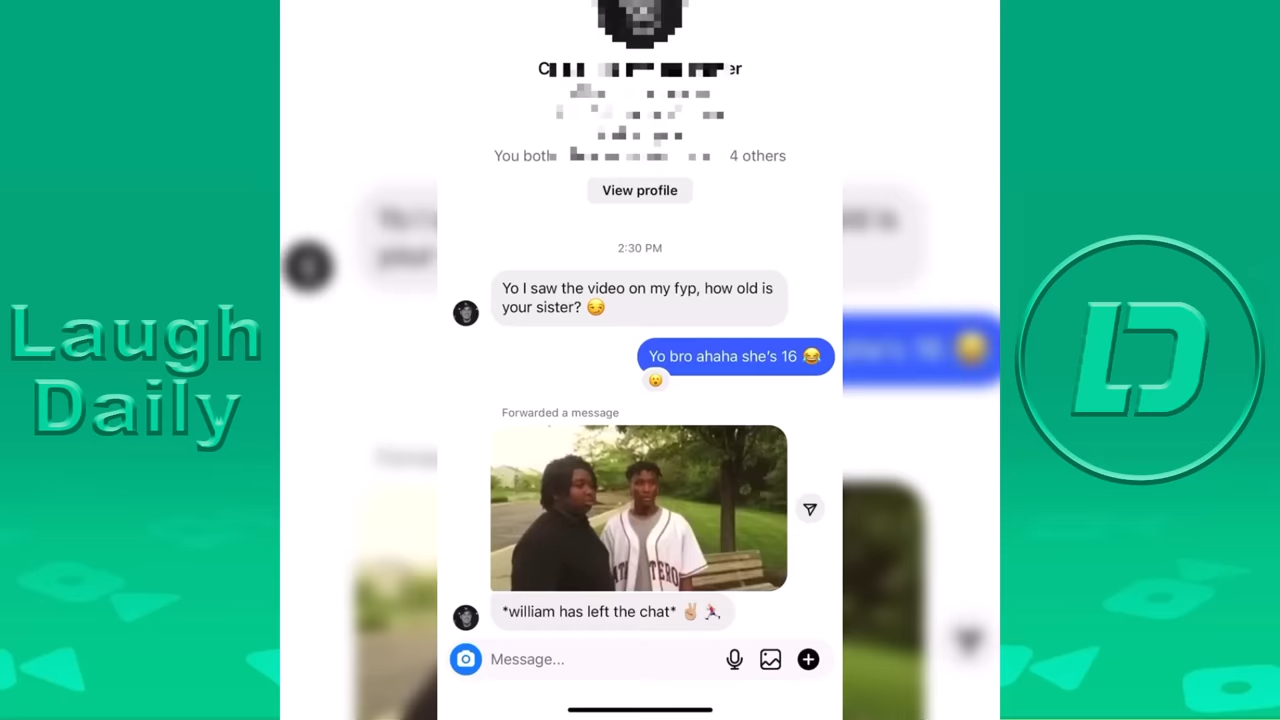 Laugh
Daily
You both
4 others
View profile
2:30 PM
Yo I saw the video on my fyp, how old is
your sister? 😏
Yo bro ahaha she’s 16 😂
😮
Forwarded a message
*william has left the chat* ✌🏼 🏃🏻‍♀️
Message...
LD